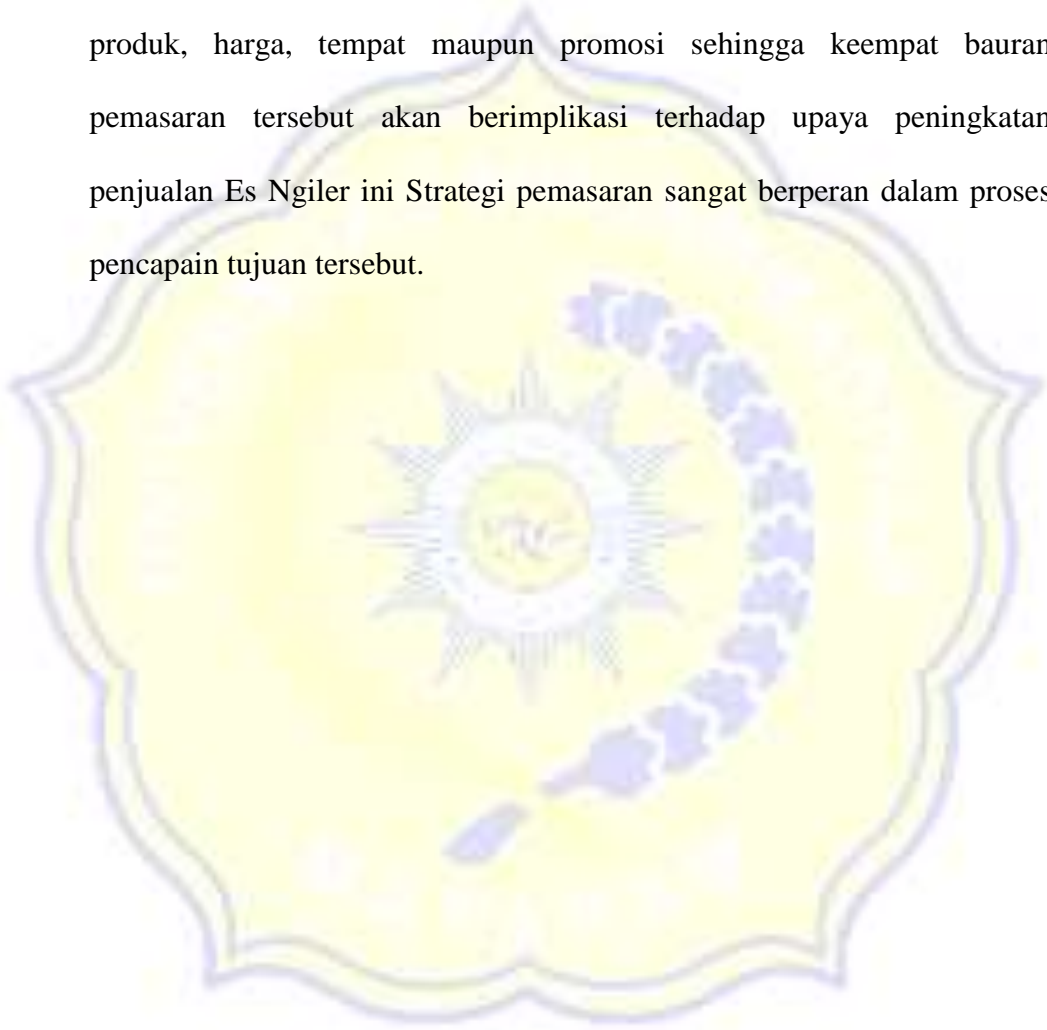 produk, harga, tempat maupun promosi sehingga keempat bauran
pemasaran tersebut akan berimplikasi terhadap upaya peningkatan
penjualan Es Ngiler ini Strategi pemasaran sangat berperan dalam proses
pencapain tujuan tersebut.